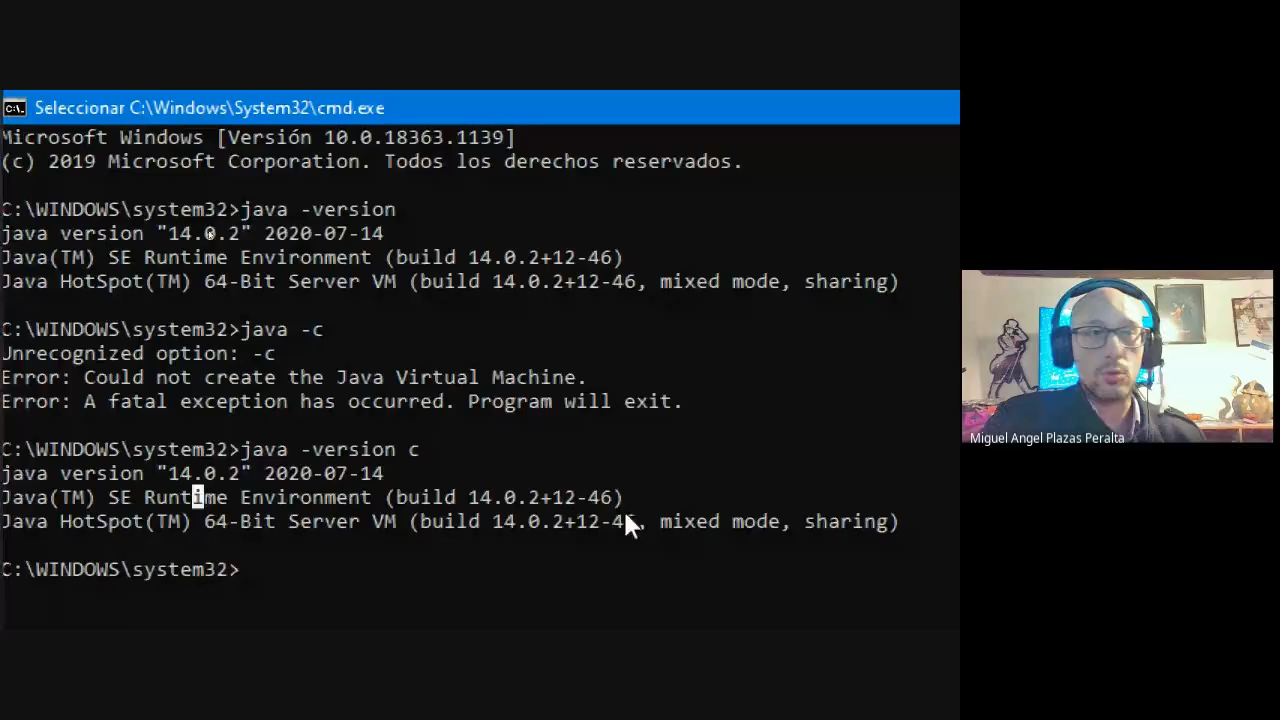 Seleccionar C:\Windows\System32\cmd.exe
Microsoft Windows [Versión 10.0.18363.1139]
(c) 2019 Microsoft Corporation. Todos los derechos reservados.
C:\WINDOWS\system32>java -version
java version "14.0.2" 2020-07-14
Java(TM) SE Runtime Environment (build 14.0.2+12-46)
Java HotSpot(TM) 64-Bit Server VM (build 14.0.2+12-46, mixed mode, sharing)
C:\WINDOWS\system32>java -c
Unrecognized option: -c
Error: Could not create the Java Virtual Machine.
Error: A fatal exception has occurred. Program will exit.
C:\WINDOWS\system32>java -version c
java version "14.0.2" 2020-07-14
Java(TM) SE Runtime Environment (build 14.0.2+12-46)
Java HotSpot(TM) 64-Bit Server VM (build 14.0.2+12-46, mixed mode, sharing)
C:\WINDOWS\system32>
Miguel Angel Plazas Peralta